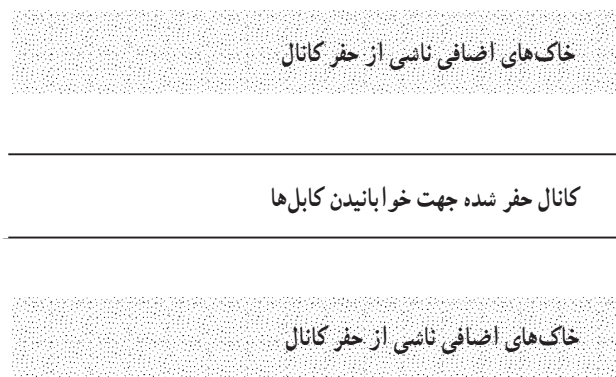 خاک‌های اضافی ناشی از حفر کانال
کانال حفر شده جهت خوابانیدن کابل‌ها
خاک‌های اضافی ناشی از حفر کانال